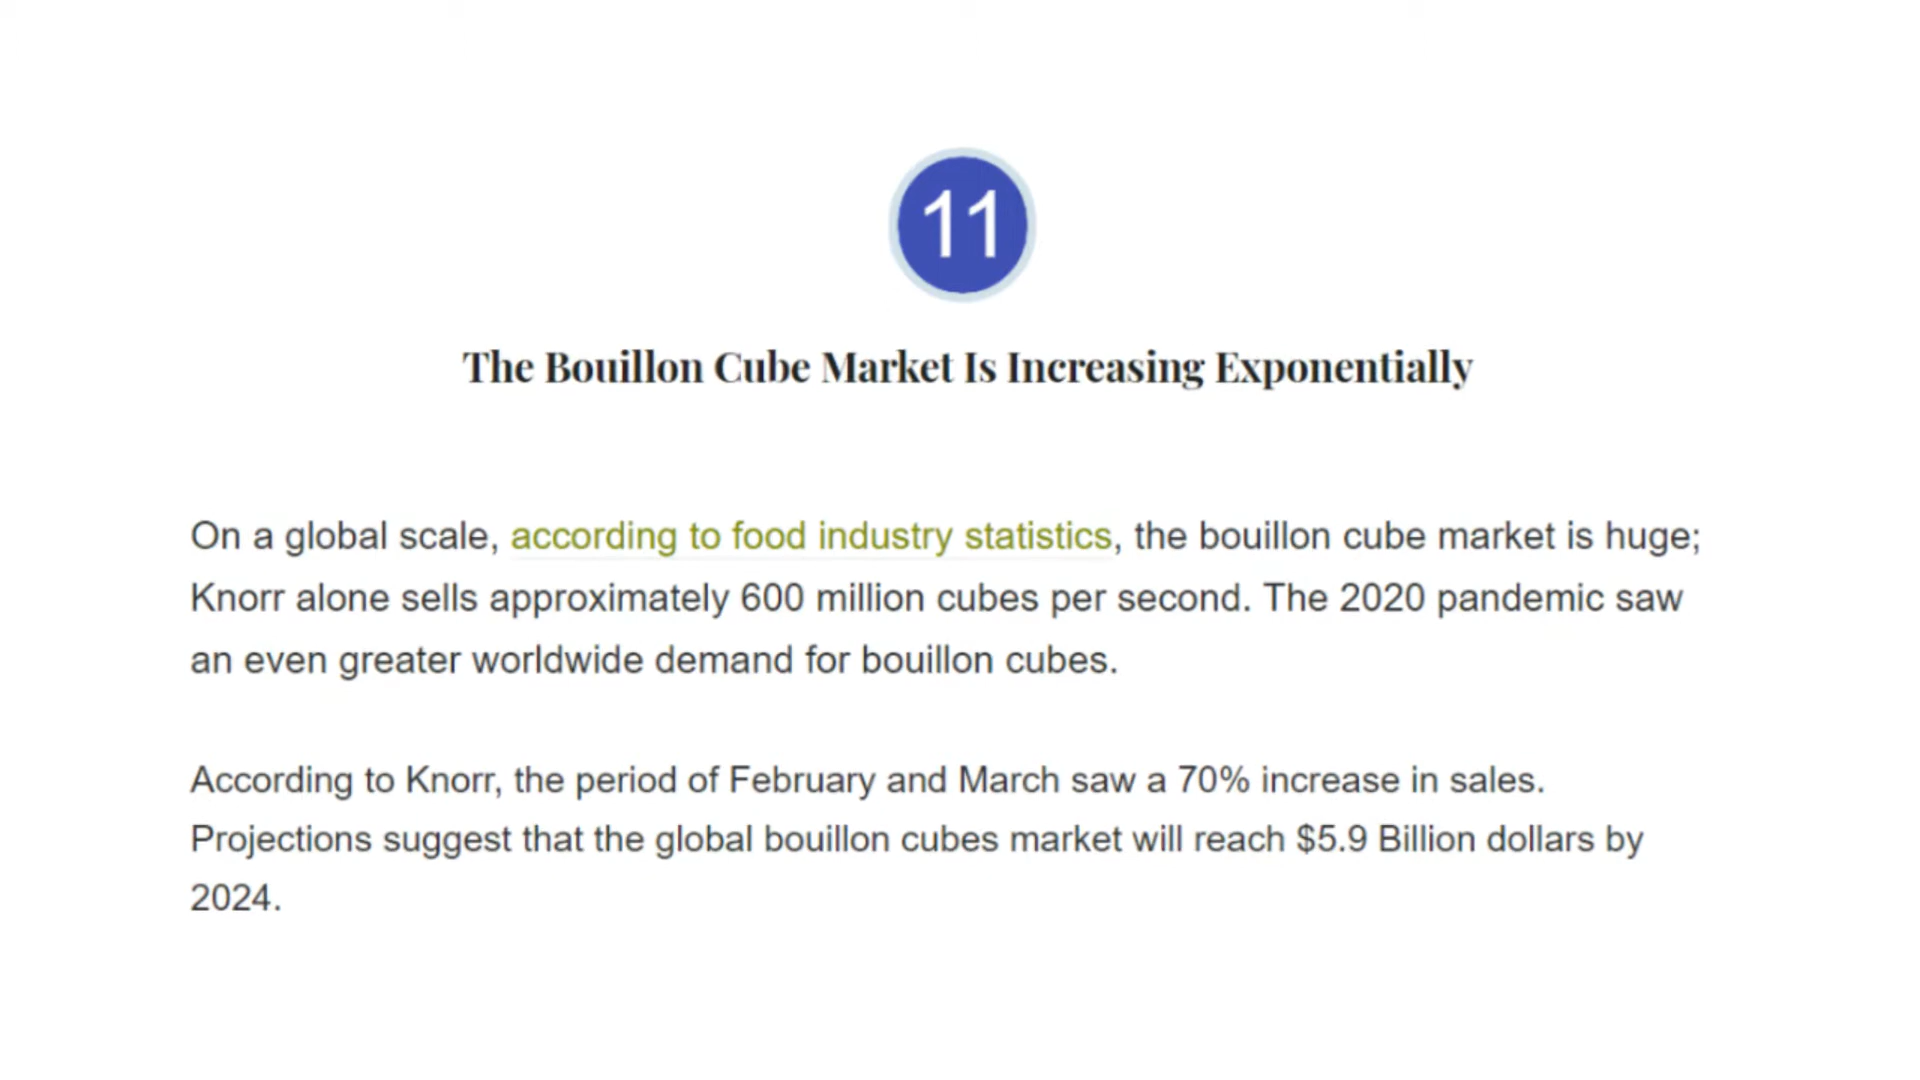 11
The Bouillon Cube Market Is Increasing Exponentially
On a global scale, according to food industry statistics, the bouillon cube market is huge;
Knorr alone sells approximately 600 million cubes per second. The 2020 pandemic saw
an even greater worldwide demand for bouillon cubes.
According to Knorr, the period of February and March saw a 70% increase in sales.
Projections suggest that the global bouillon cubes market will reach $5.9 Billion dollars by
2024.